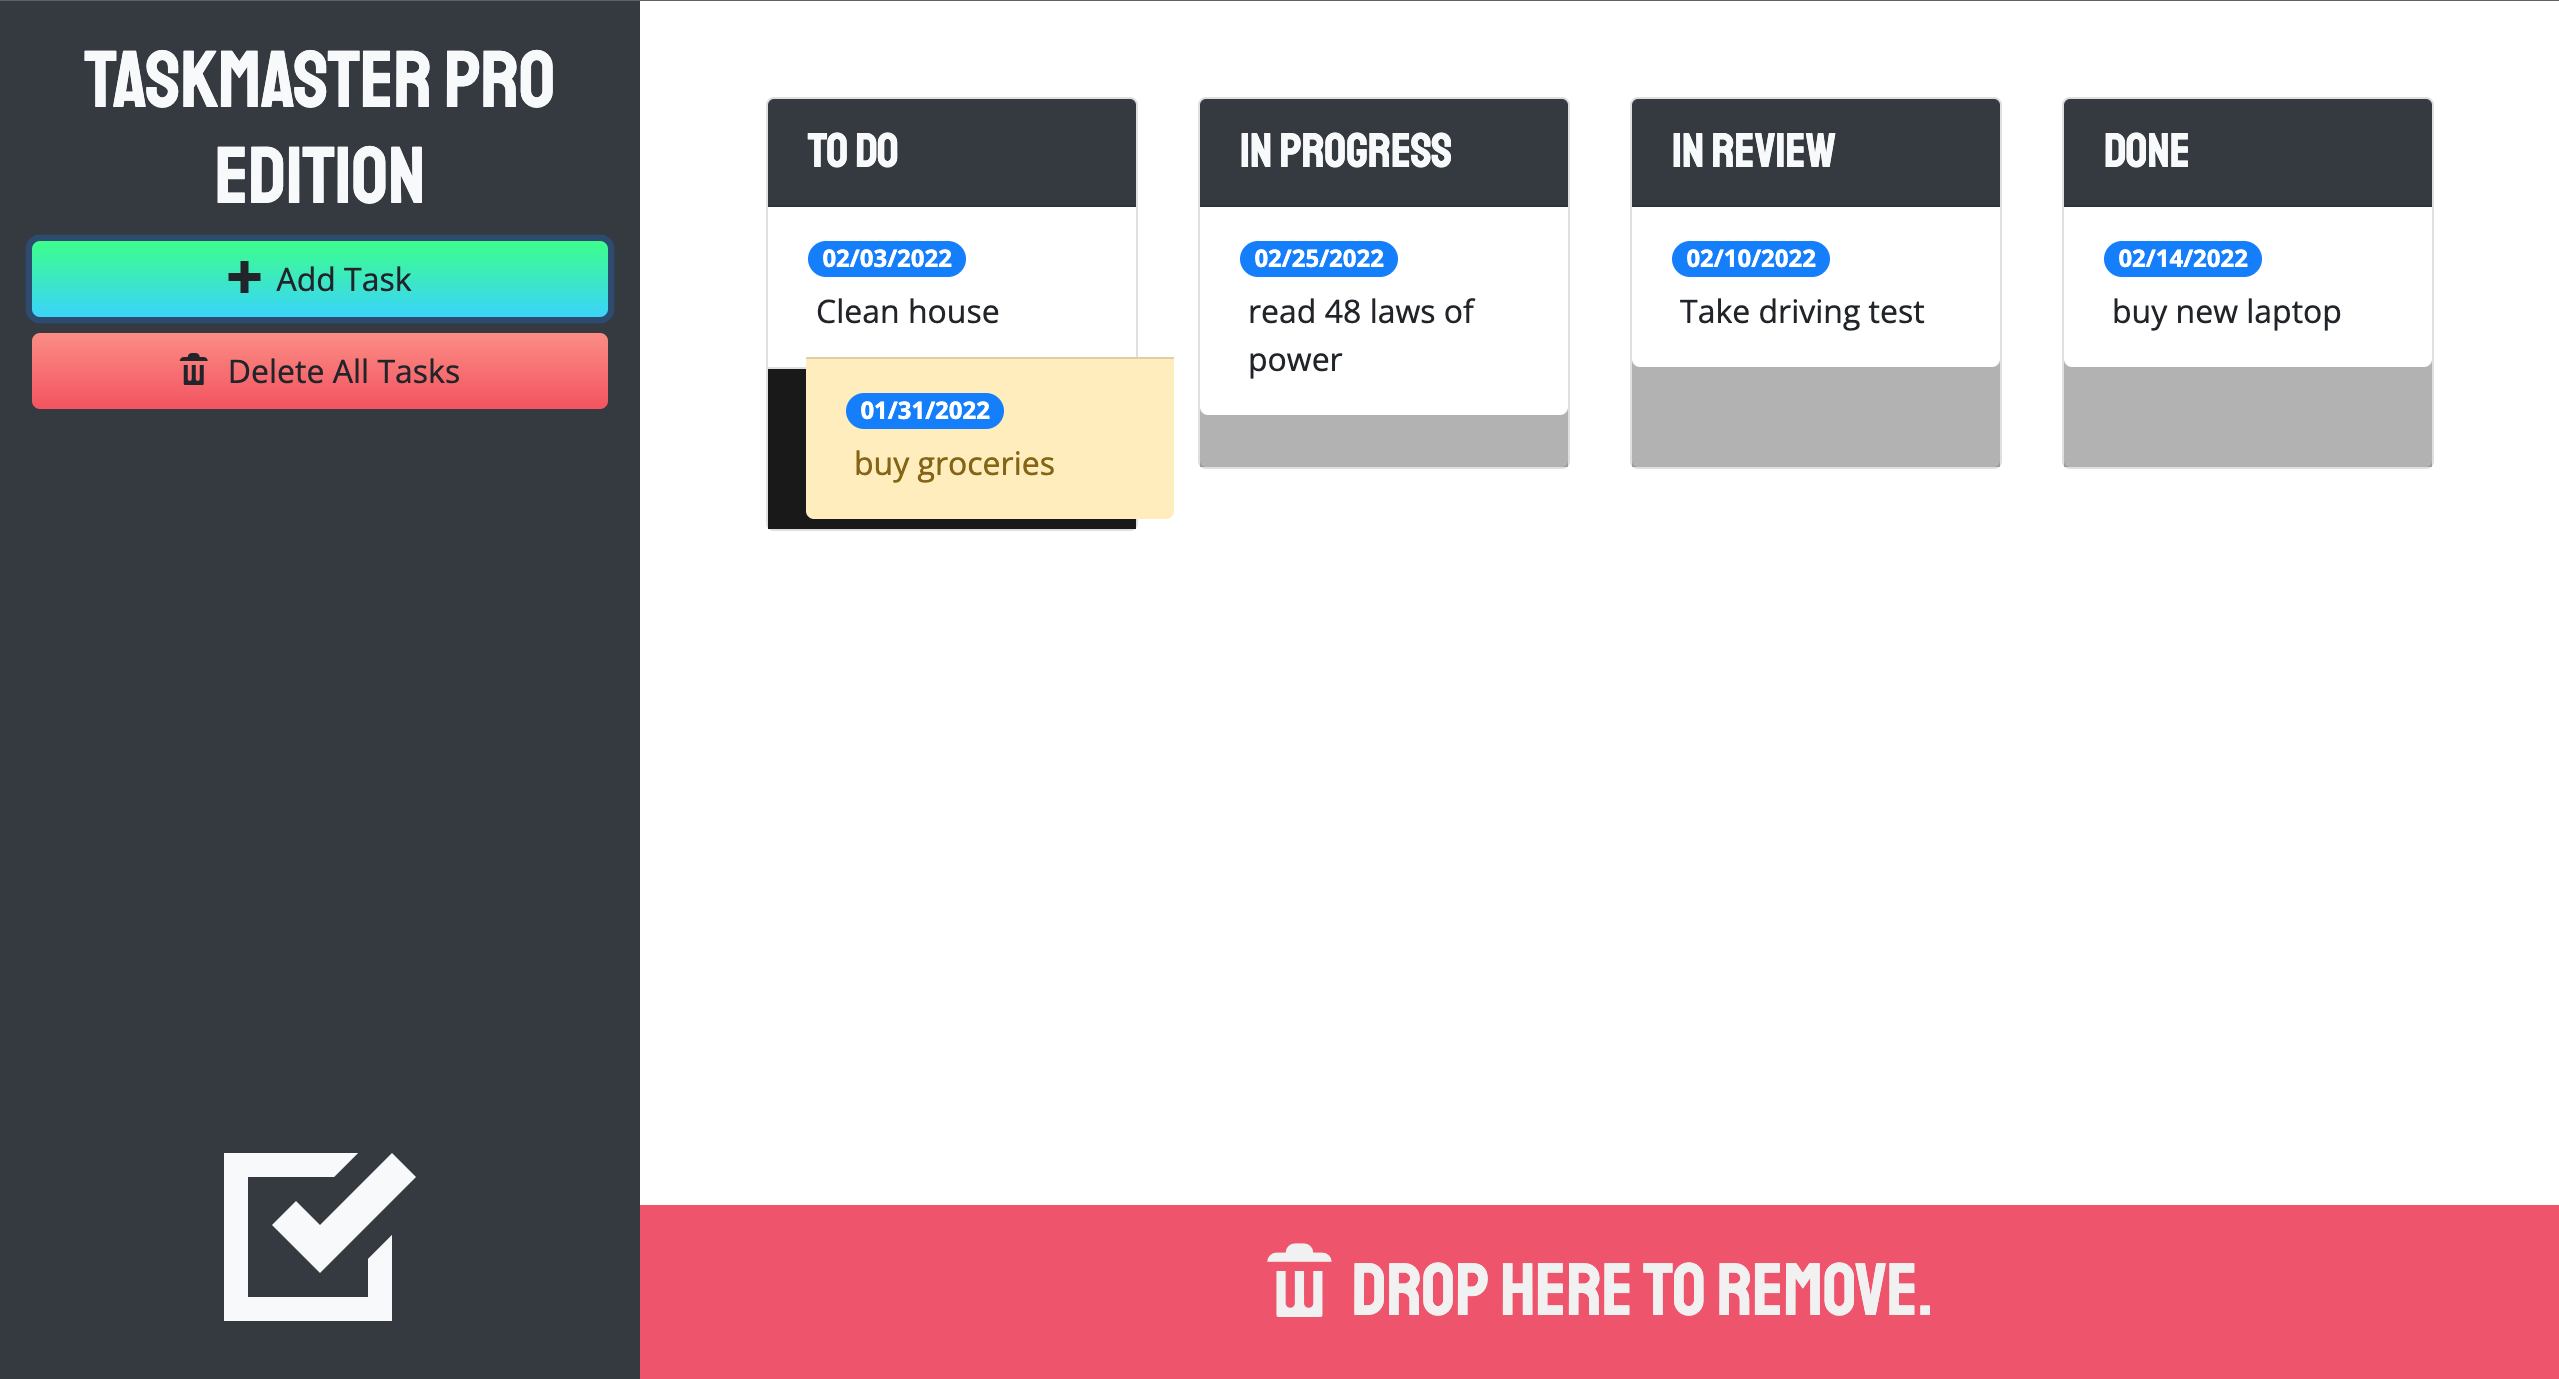 TASKMASTER PRO
EDITION
Add Task
Delete All Tasks
TO DO
02/03/2022
Clean house
01/31/2022
buy groceries
IN PROGRESS
02/25/2022
read 48 laws of
power
IN REVIEW
02/10/2022
Take driving test
DONE
02/14/2022
buy new laptop
DROP HERE TO REMOVE.